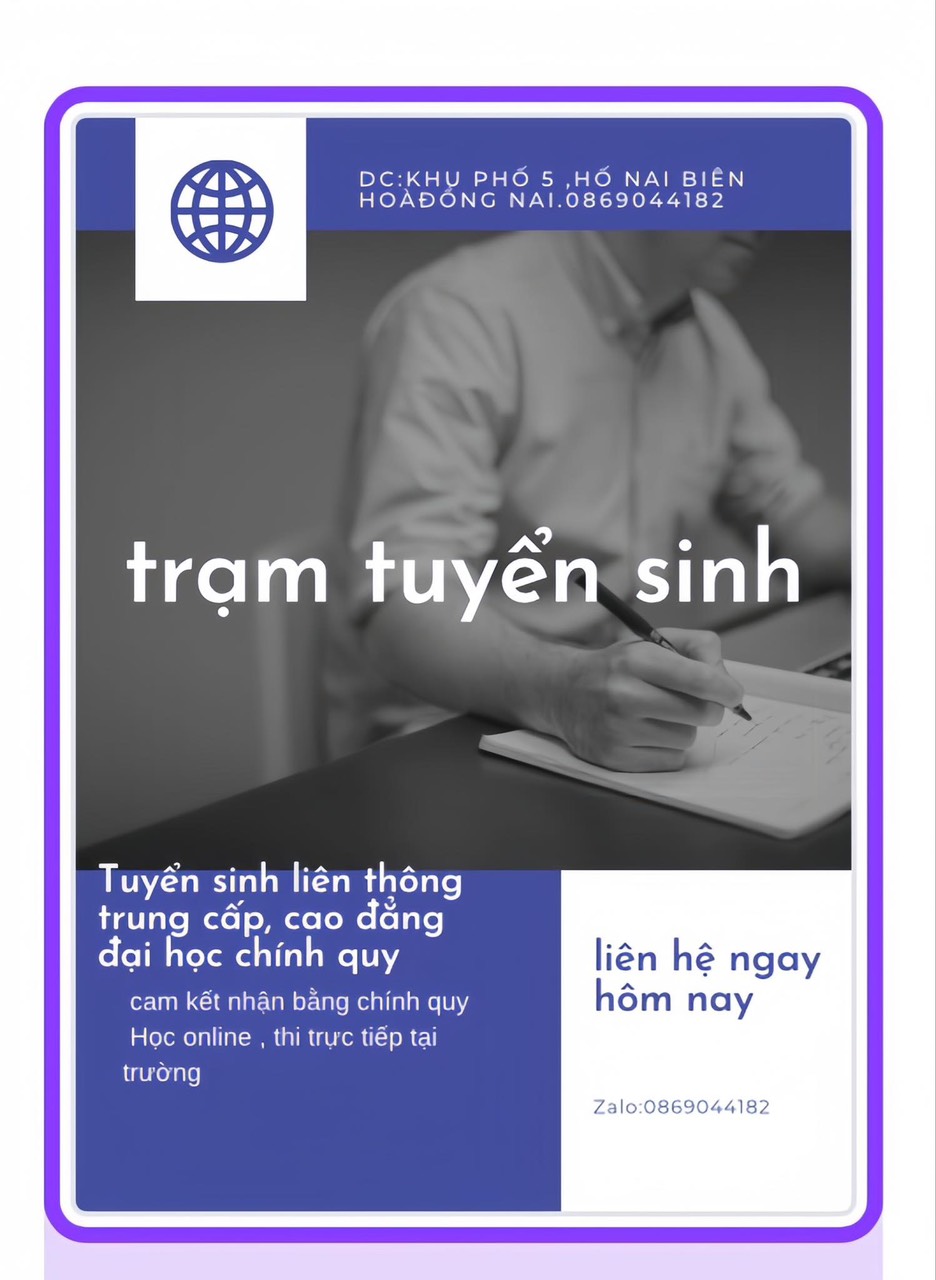 DC:KHU PHỐ 5 ,HỐ NAI BIÊN
HOÀĐỒNG NAI.0869044182
trạm tuyển sinh
Tuyển sinh liên thông
trung cấp, cao đẳng
đại học chính quy
cam kết nhận bằng chính quy
Học online , thi trực tiếp tại
trường
liên hệ ngay
hôm nay
Zalo:0869044182